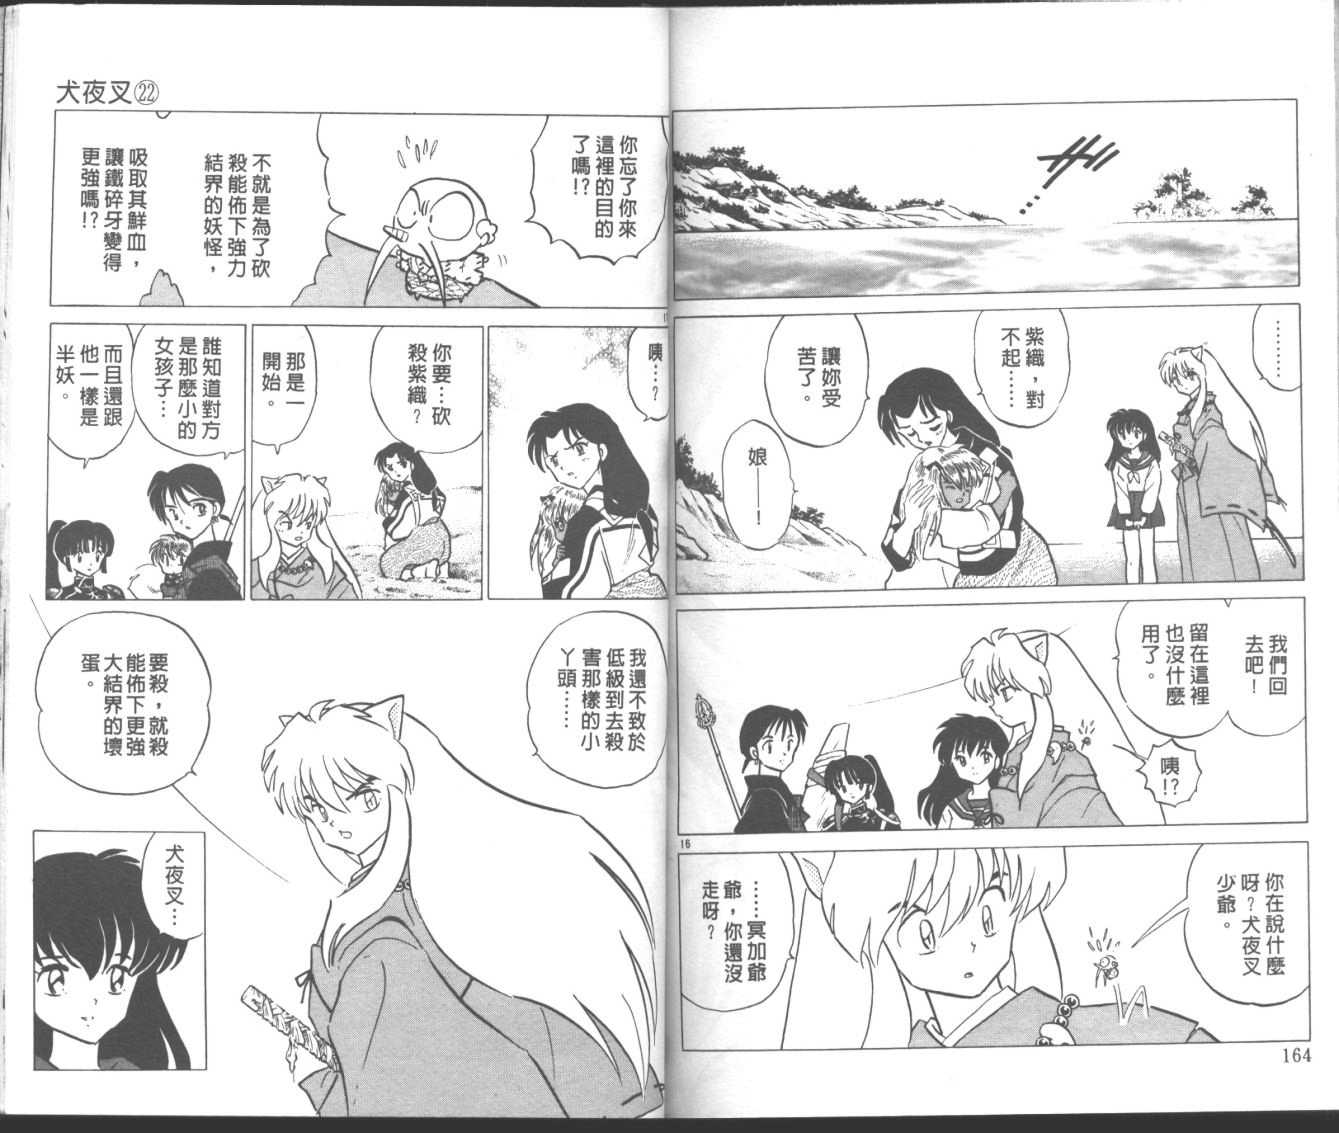 …………
紫織，對
不起……
讓妳受
苦了。
娘——！
我們回
去吧！
留在這裡
也沒什麼
用了。
咦!?
你在說什麼
呀？犬夜叉
少爺。
……冥加爺
爺，你還沒
走呀？
164
16
犬夜叉㉒
你忘了你來
這裡的目的
了嗎!?
不就是為了砍
殺能佈下強力
結界的妖怪，
吸取其鮮血，
讓鐵碎牙變得
更強嗎!?
咦…？
你要…砍
殺紫織？
那是一
開始。
誰知道對方
是那麼小的
女孩子…
而且還跟
他一樣是
半妖。
我還不致於
低級到去殺
害那樣的小
丫頭……
要殺，就殺
能佈下更強
大結界的壞
蛋。
犬夜叉…